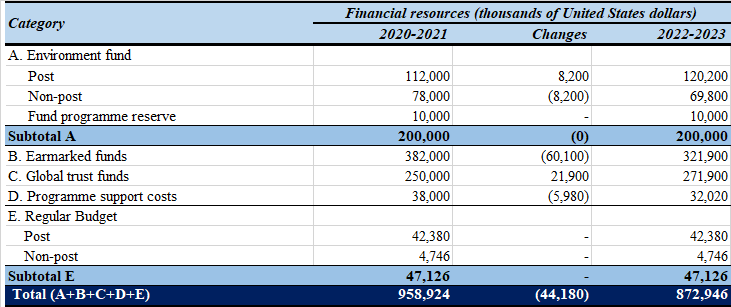 Category Financial resources (thousands of United States dollars)
2020-2021 Changes 2022-2023
A. Environment fund
Post 112,000 8,200 120,200
Non-post 78,000 (8,200) 69,800
Fund programme reserve 10,000 - 10,000
Subtotal A 200,000 (0) 200,000
B. Earmarked funds 382,000 (60,100) 321,900
C. Global trust funds 250,000 21,900 271,900
D. Programme support costs 38,000 (5,980) 32,020
E. Regular Budget
Post 42,380 - 42,380
Non-post 4,746 - 4,746
Subtotal E 47,126 - 47,126
Total (A+B+C+D+E) 958,924 (44,180) 872,946